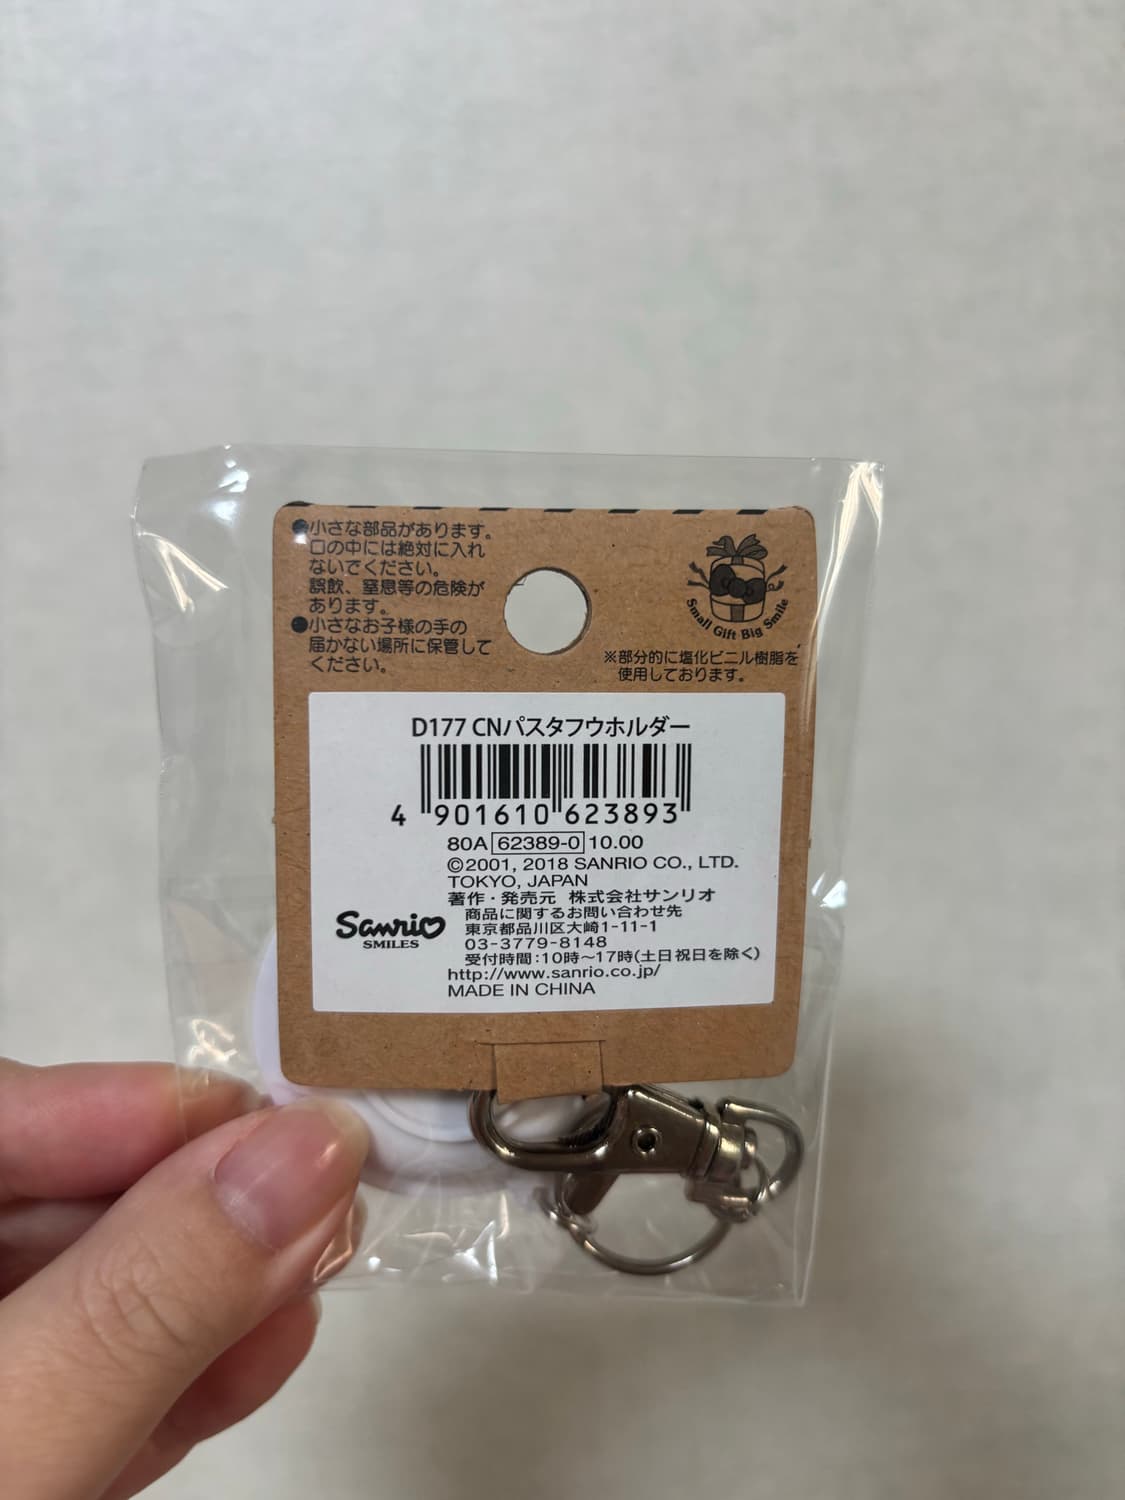 ●小さな部品があります。
口の中には絶対に入れ
ないでください。
誤飲、窒息等の危険が
あります。
●小さなお子様の手の
届かない場所に保管して
ください。
Small Gift Big Smile
※部分的に塩化ビニル樹脂を
使用しております。
D177 CNパスタフウホルダー
4 901610 623893
80A 62389-0 10.00
©2001, 2018 SANRIO CO., LTD.
TOKYO, JAPAN
著作・発売元 株式会社サンリオ
Sanrio
SMILES
商品に関するお問い合わせ先
東京都品川区大崎1-11-1
03-3779-8148
受付時間:10時～17時(土日祝日を除く)
http://www.sanrio.co.jp/
MADE IN CHINA